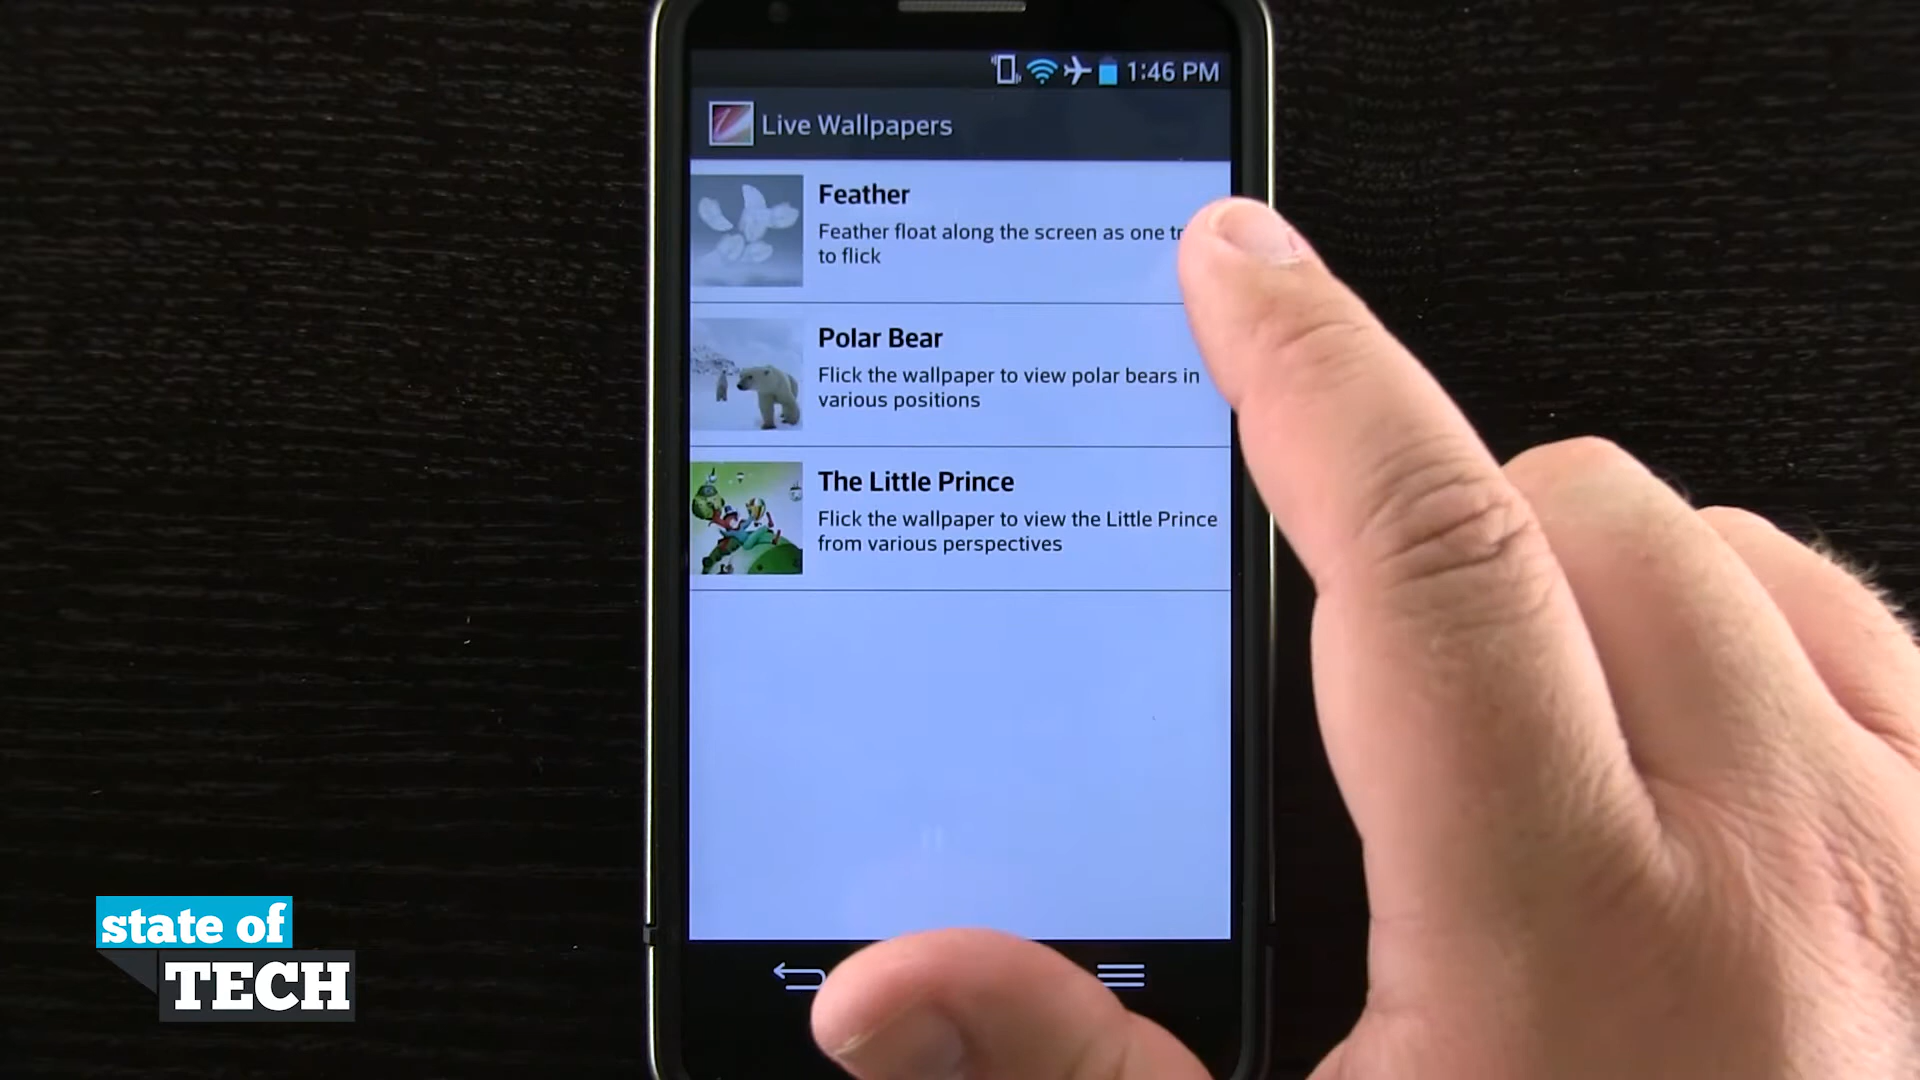 1:46 PM
Live Wallpapers
Feather
Feather float along the screen as one
to flick
Polar Bear
Flick the wallpaper to view polar bears in
various positions
The Little Prince
Flick the wallpaper to view the Little Prince
from various perspectives
state of
TECH